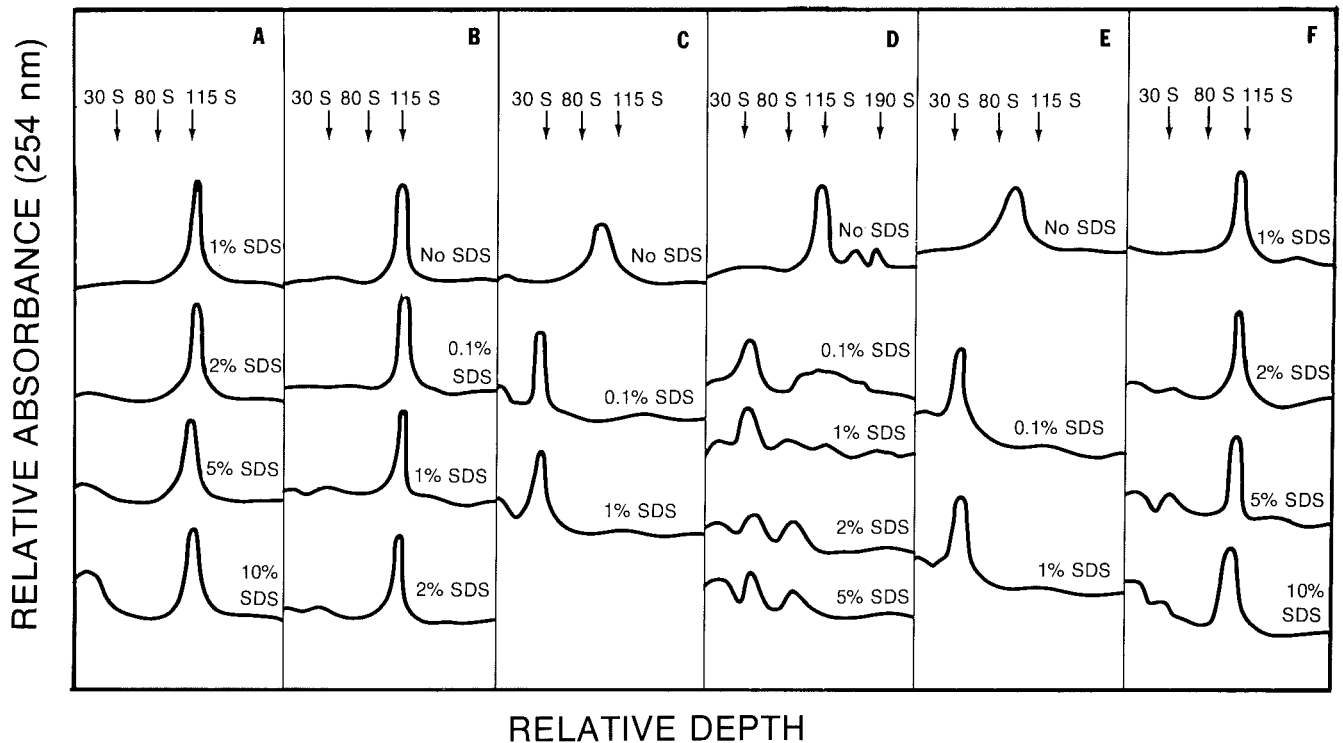 RELATIVE ABSORBANCE (254 nm)
A
30 S 80 S 115 S
1% SDS
2% SDS
5% SDS
10%
SDS
B
30 S 80 S 115 S
No SDS
0.1%
SDS
1% SDS
2% SDS
C
30 S 80 S 115 S
No SDS
0.1% SDS
1% SDS
D
30 S 80 S 115 S 190 S
No SDS
0.1% SDS
1% SDS
2% SDS
5% SDS
E
30 S 80 S 115 S
No SDS
0.1% SDS
1% SDS
F
30 S 80 S 115 S
1% SDS
2% SDS
5% SDS
10%
SDS
RELATIVE DEPTH